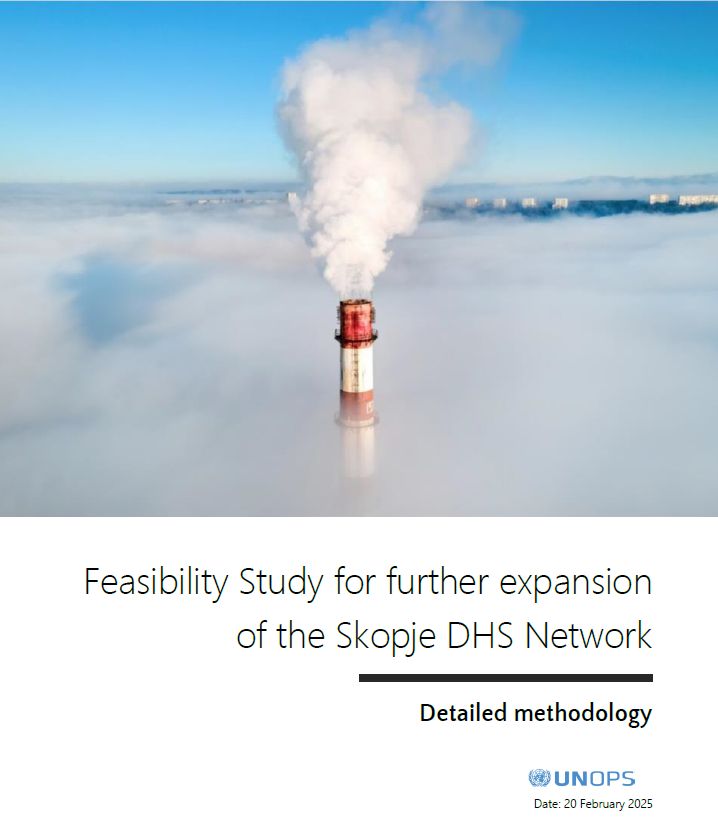 Feasibility Study for further expansion
of the Skopje DHS Network
Detailed methodology
UNOPS
Date: 20 February 2025